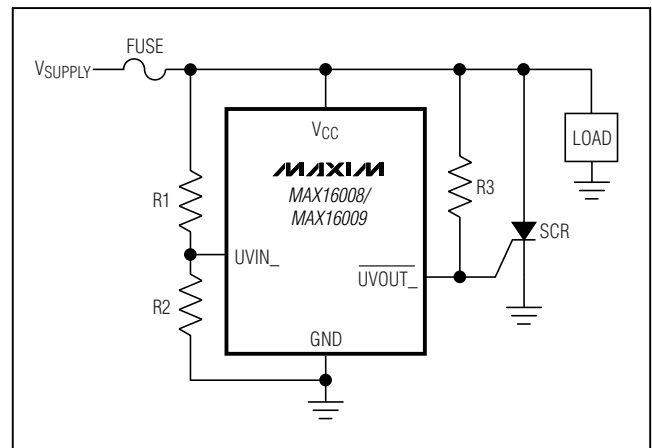 FUSE
VSUPPLY
VCC
LOAD
MAXIM
R1
MAX16008/
MAX16009
R3
SCR
UVIN_
UVOUT_
R2
GND